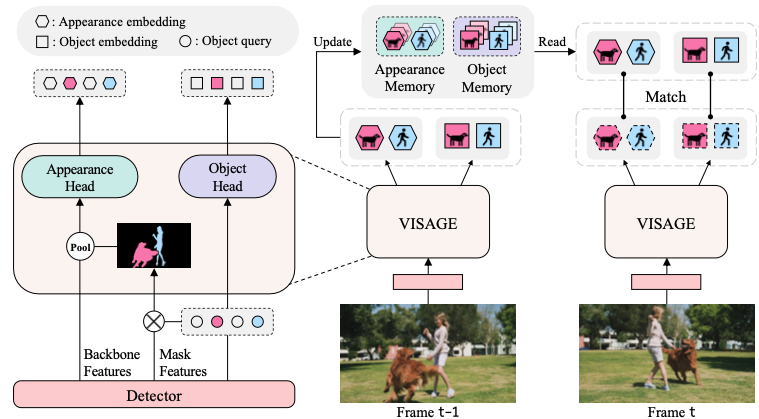 : Appearance embedding
: Object embedding
: Object query
Appearance
Head
Object
Head
Pool
Backbone
Features
Mask
Features
Detector
Update
Appearance
Memory
Object
Memory
Read
Match
VISAGE
VISAGE
Frame t-1
Frame t